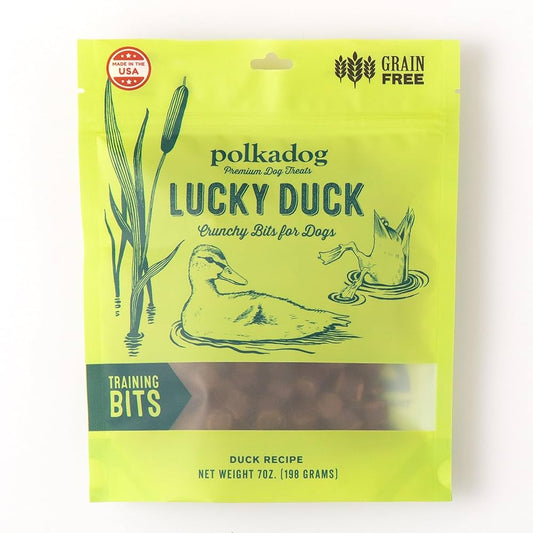 MADE IN THE
USA
GRAIN
FREE
polkadog
Premium Dog Treats
LUCKY DUCK
Crunchy Bits for Dogs
TRAINING
BITS
DUCK RECIPE
NET WEIGHT 7OZ. (198 GRAMS)